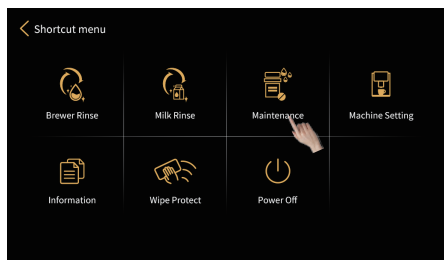 Shortcut menu
Brewer Rinse
Milk Rinse
Maintenance
Machine Setting
Information
Wipe Protect
Power Off